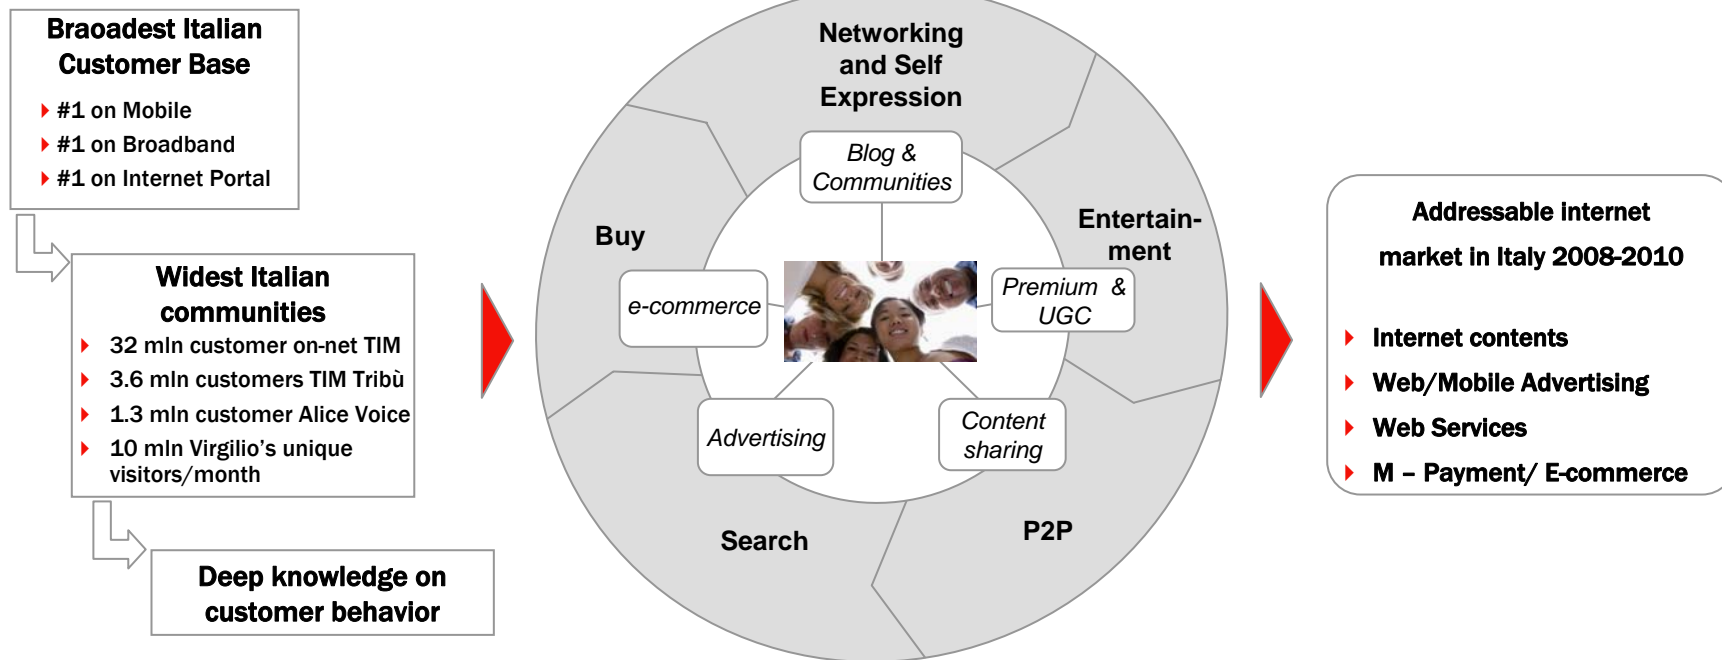 Braoadest Italian
Customer Base
#1 on Mobile
#1 on Broadband
#1 on Internet Portal
Widest Italian
communities
32 mln customer on-net TIM
3.6 mln customers TIM Tribù
1.3 mln customer Alice Voice
10 mln Virgilio's unique
visitors/month
Deep knowledge on
customer behavior
Networking
and Self
Expression
Blog &
Communities
Buy
Entertain-
ment
e-commerce
Premium & 
UGC
Advertising
Content
sharing
Search
P2P
Addressable internet
market in Italy 2008-2010
Internet contents
Web/Mobile Advertising
Web Services
M – Payment/ E-commerce